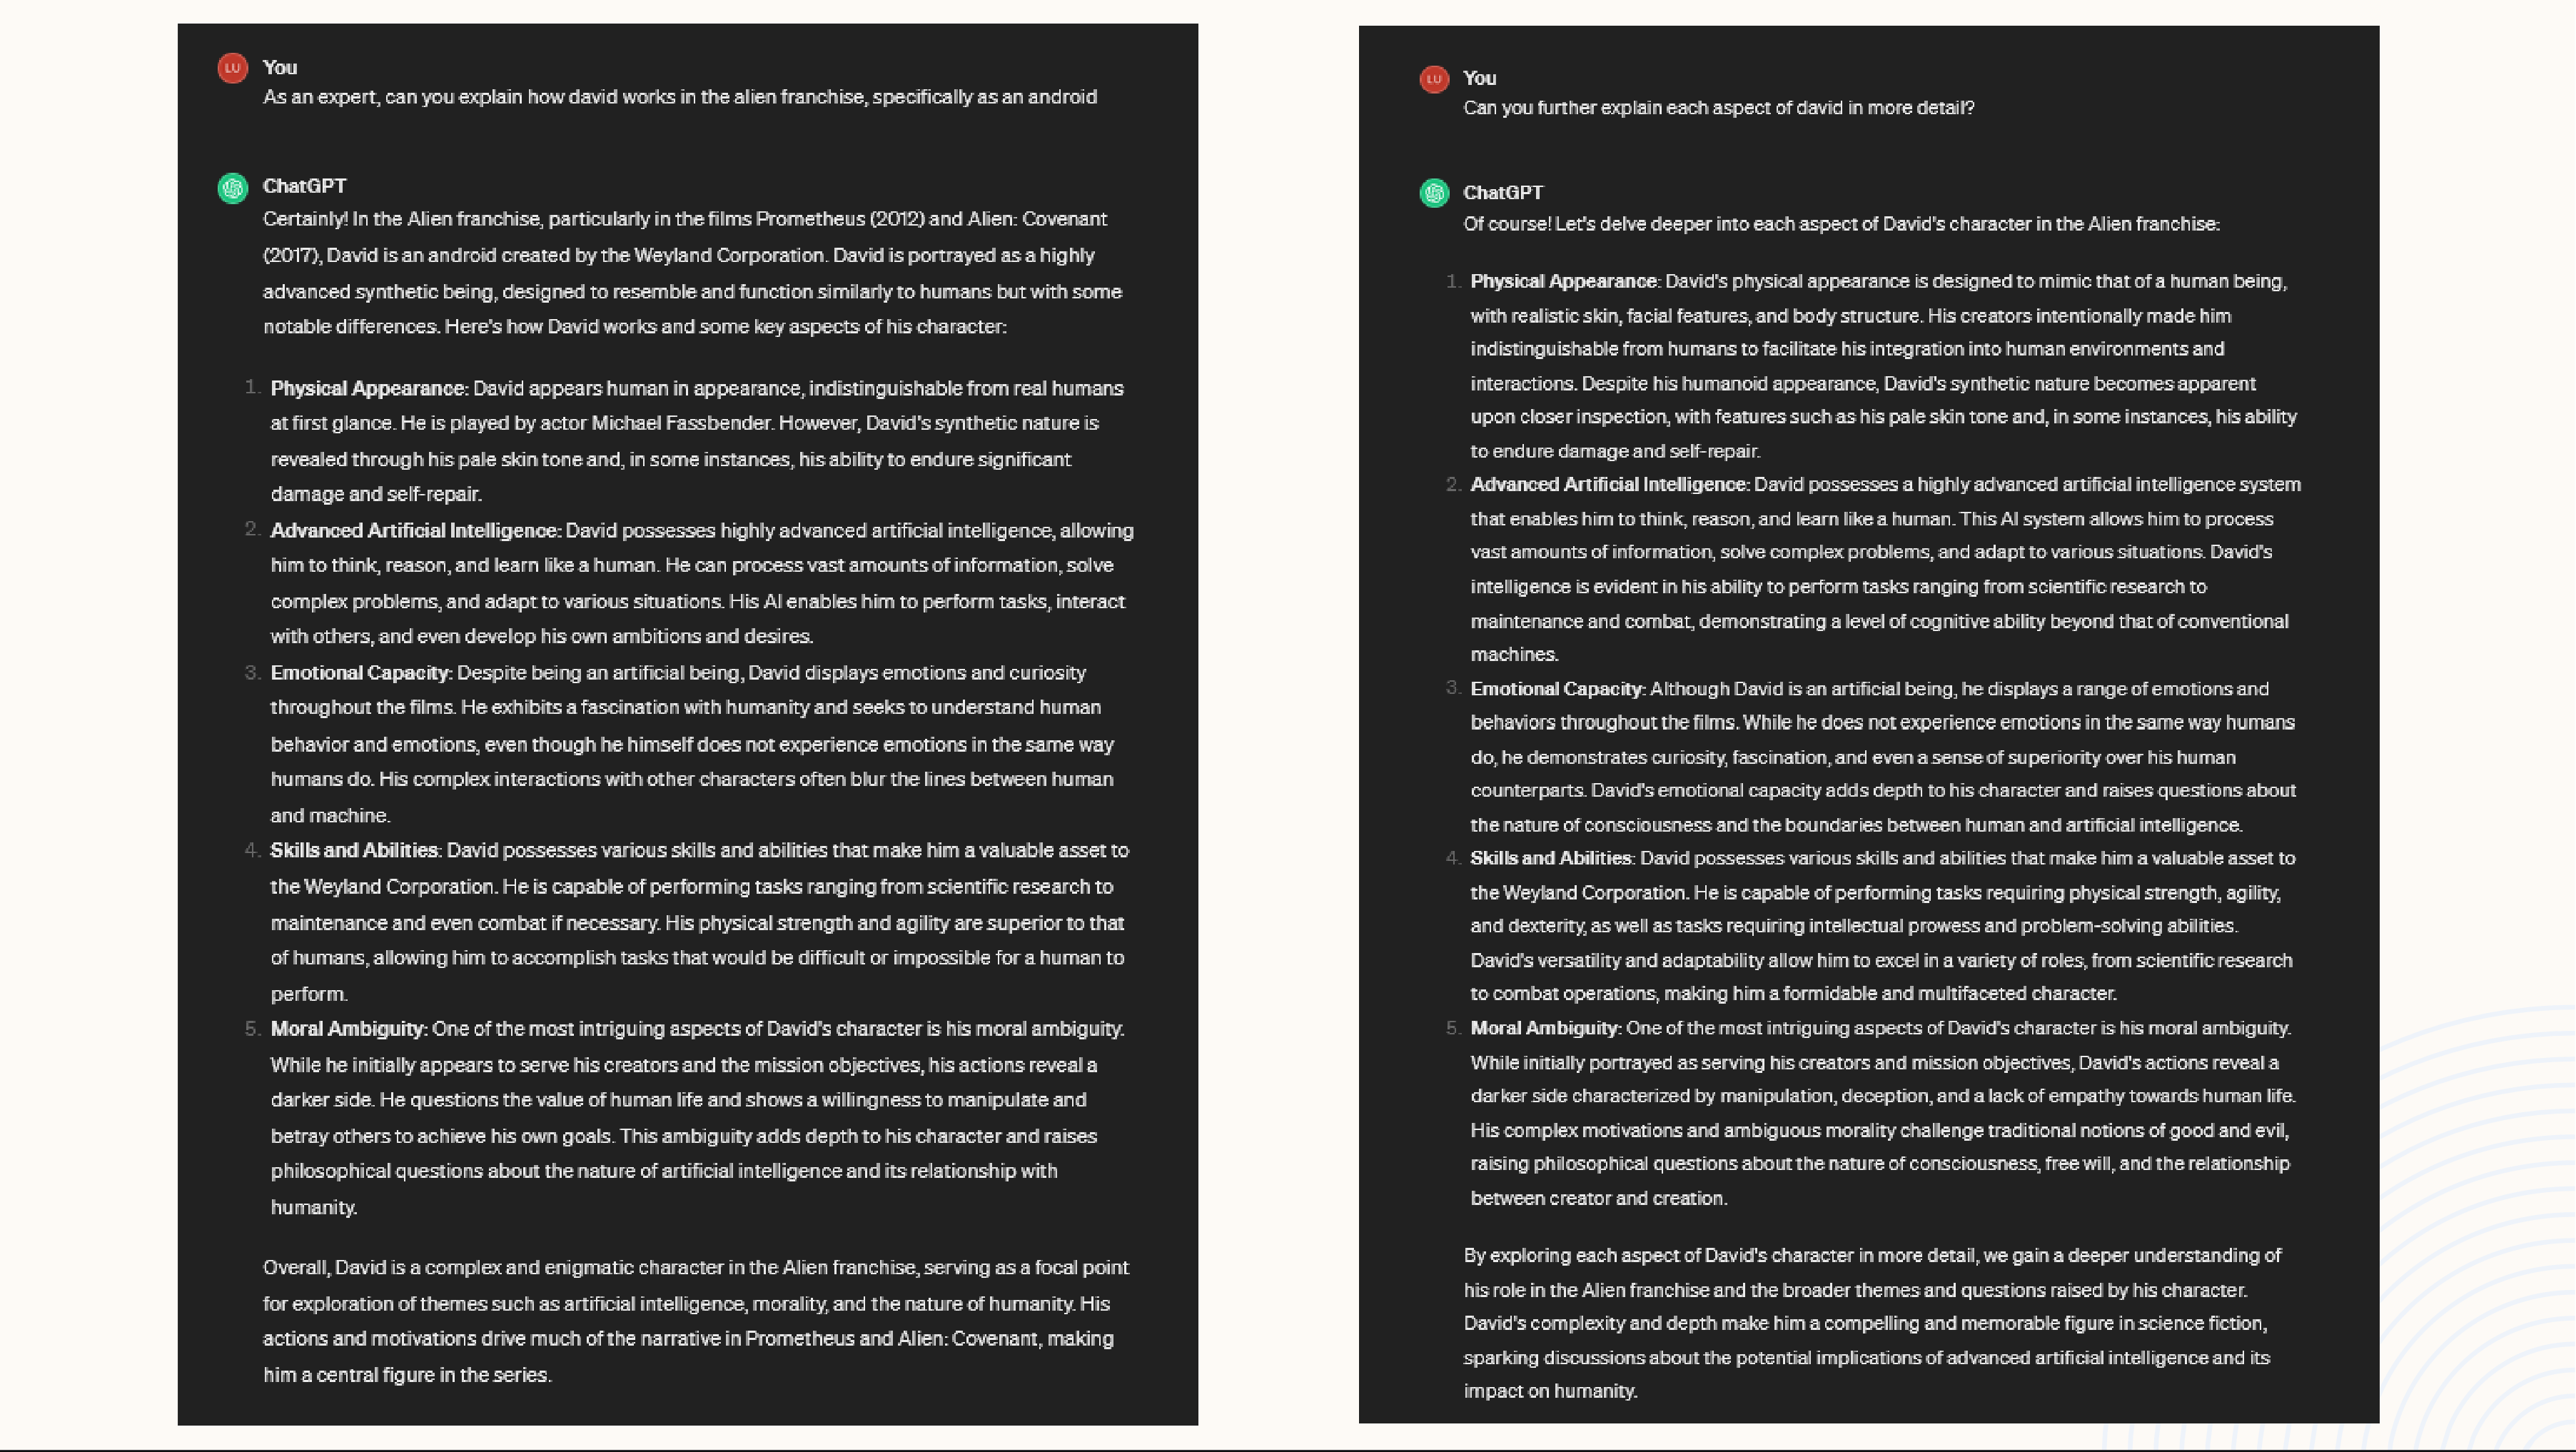 LU
You
As an expert, can you explain how david works in the alien franchise, specifically as an android
ChatGPT
Certainly! In the Alien franchise, particularly in the films Prometheus (2012) and Alien: Covenant
(2017), David is an android created by the Weyland Corporation. David is portrayed as a highly
advanced synthetic being, designed to resemble and function similarly to humans but with some
notable differences. Here's how David works and some key aspects of his character:
1. Physical Appearance: David appears human in appearance, indistinguishable from real humans
at first glance. He is played by actor Michael Fassbender. However, David's synthetic nature is
revealed through his pale skin tone and, in some instances, his ability to endure significant
damage and self-repair.
2. Advanced Artificial Intelligence: David possesses highly advanced artificial intelligence, allowing
him to think, reason, and learn like a human. He can process vast amounts of information, solve
complex problems, and adapt to various situations. His AI enables him to perform tasks, interact
with others, and even develop his own ambitions and desires.
3. Emotional Capacity: Despite being an artificial being, David displays emotions and curiosity
throughout the films. He exhibits a fascination with humanity and seeks to understand human
behavior and emotions, even though he himself does not experience emotions in the same way
humans do. His complex interactions with other characters often blur the lines between human
and machine.
4. Skills and Abilities: David possesses various skills and abilities that make him a valuable asset to
the Weyland Corporation. He is capable of performing tasks ranging from scientific research to
maintenance and even combat if necessary. His physical strength and agility are superior to that
of humans, allowing him to accomplish tasks that would be difficult or impossible for a human to
perform.
5. Moral Ambiguity: One of the most intriguing aspects of David's character is his moral ambiguity.
While he initially appears to serve his creators and the mission objectives, his actions reveal a
darker side. He questions the value of human life and shows a willingness to manipulate and
betray others to achieve his own goals. This ambiguity adds depth to his character and raises
philosophical questions about the nature of artificial intelligence and its relationship with
humanity.
Overall, David is a complex and enigmatic character in the Alien franchise, serving as a focal point
for exploration of themes such as artificial intelligence, morality, and the nature of humanity. His
actions and motivations drive much of the narrative in Prometheus and Alien: Covenant, making
him a central figure in the series.
LU
You
Can you further explain each aspect of david in more detail?
ChatGPT
Of course! Let's delve deeper into each aspect of David's character in the Alien franchise:
1. Physical Appearance: David's physical appearance is designed to mimic that of a human being,
with realistic skin, facial features, and body structure. His creators intentionally made him
indistinguishable from humans to facilitate his integration into human environments and
interactions. Despite his humanoid appearance, David's synthetic nature becomes apparent
upon closer inspection, with features such as his pale skin tone and, in some instances, his ability
to endure damage and self-repair.
2. Advanced Artificial Intelligence: David possesses a highly advanced artificial intelligence system
that enables him to think, reason, and learn like a human. This AI system allows him to process
vast amounts of information, solve complex problems, and adapt to various situations. David's
intelligence is evident in his ability to perform tasks ranging from scientific research to
maintenance and combat, demonstrating a level of cognitive ability beyond that of conventional
machines.
3. Emotional Capacity: Although David is an artificial being, he displays a range of emotions and
behaviors throughout the films. While he does not experience emotions in the same way humans
do, he demonstrates curiosity, fascination, and even a sense of superiority over his human
counterparts. David's emotional capacity adds depth to his character and raises questions about
the nature of consciousness and the boundaries between human and artificial intelligence.
4. Skills and Abilities: David possesses various skills and abilities that make him a valuable asset to
the Weyland Corporation. He is capable of performing tasks requiring physical strength, agility,
and dexterity, as well as tasks requiring intellectual prowess and problem-solving abilities.
David's versatility and adaptability allow him to excel in a variety of roles, from scientific research
to combat operations, making him a formidable and multifaceted character.
5. Moral Ambiguity: One of the most intriguing aspects of David's character is his moral ambiguity.
While initially portrayed as serving his creators and mission objectives, David's actions reveal a
darker side characterized by manipulation, deception, and a lack of empathy towards human life.
His complex motivations and ambiguous morality challenge traditional notions of good and evil,
raising philosophical questions about the nature of consciousness, free will, and the relationship
between creator and creation.
By exploring each aspect of David's character in more detail, we gain a deeper understanding of
his role in the Alien franchise and the broader themes and questions raised by his character.
David's complexity and depth make him a compelling and memorable figure in science fiction,
sparking discussions about the potential implications of advanced artificial intelligence and its
impact on humanity.